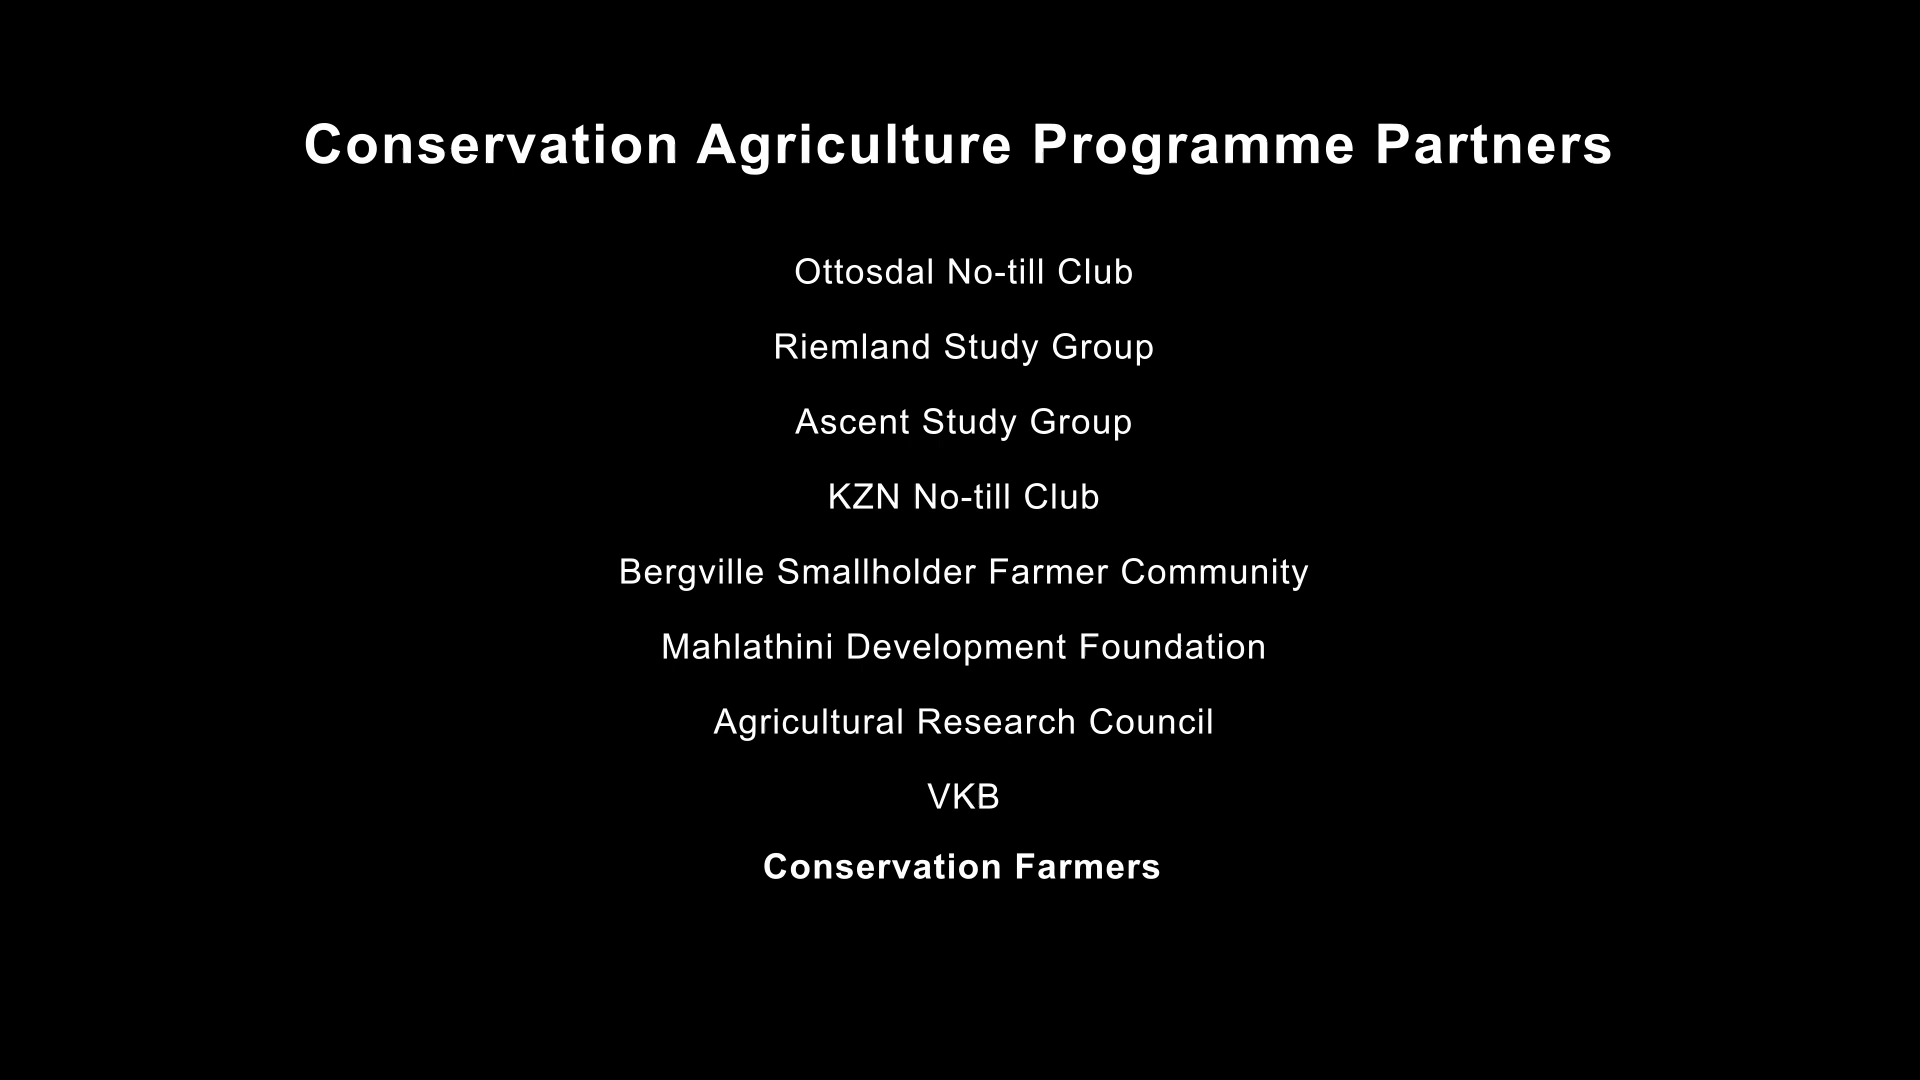 Conservation Agriculture Programme Partners
Ottosdal No-till Club
Riemland Study Group
Ascent Study Group
KZN No-till Club
Bergville Smallholder Farmer Community
Mahlathini Development Foundation
Agricultural Research Council
VKB
Conservation Farmers